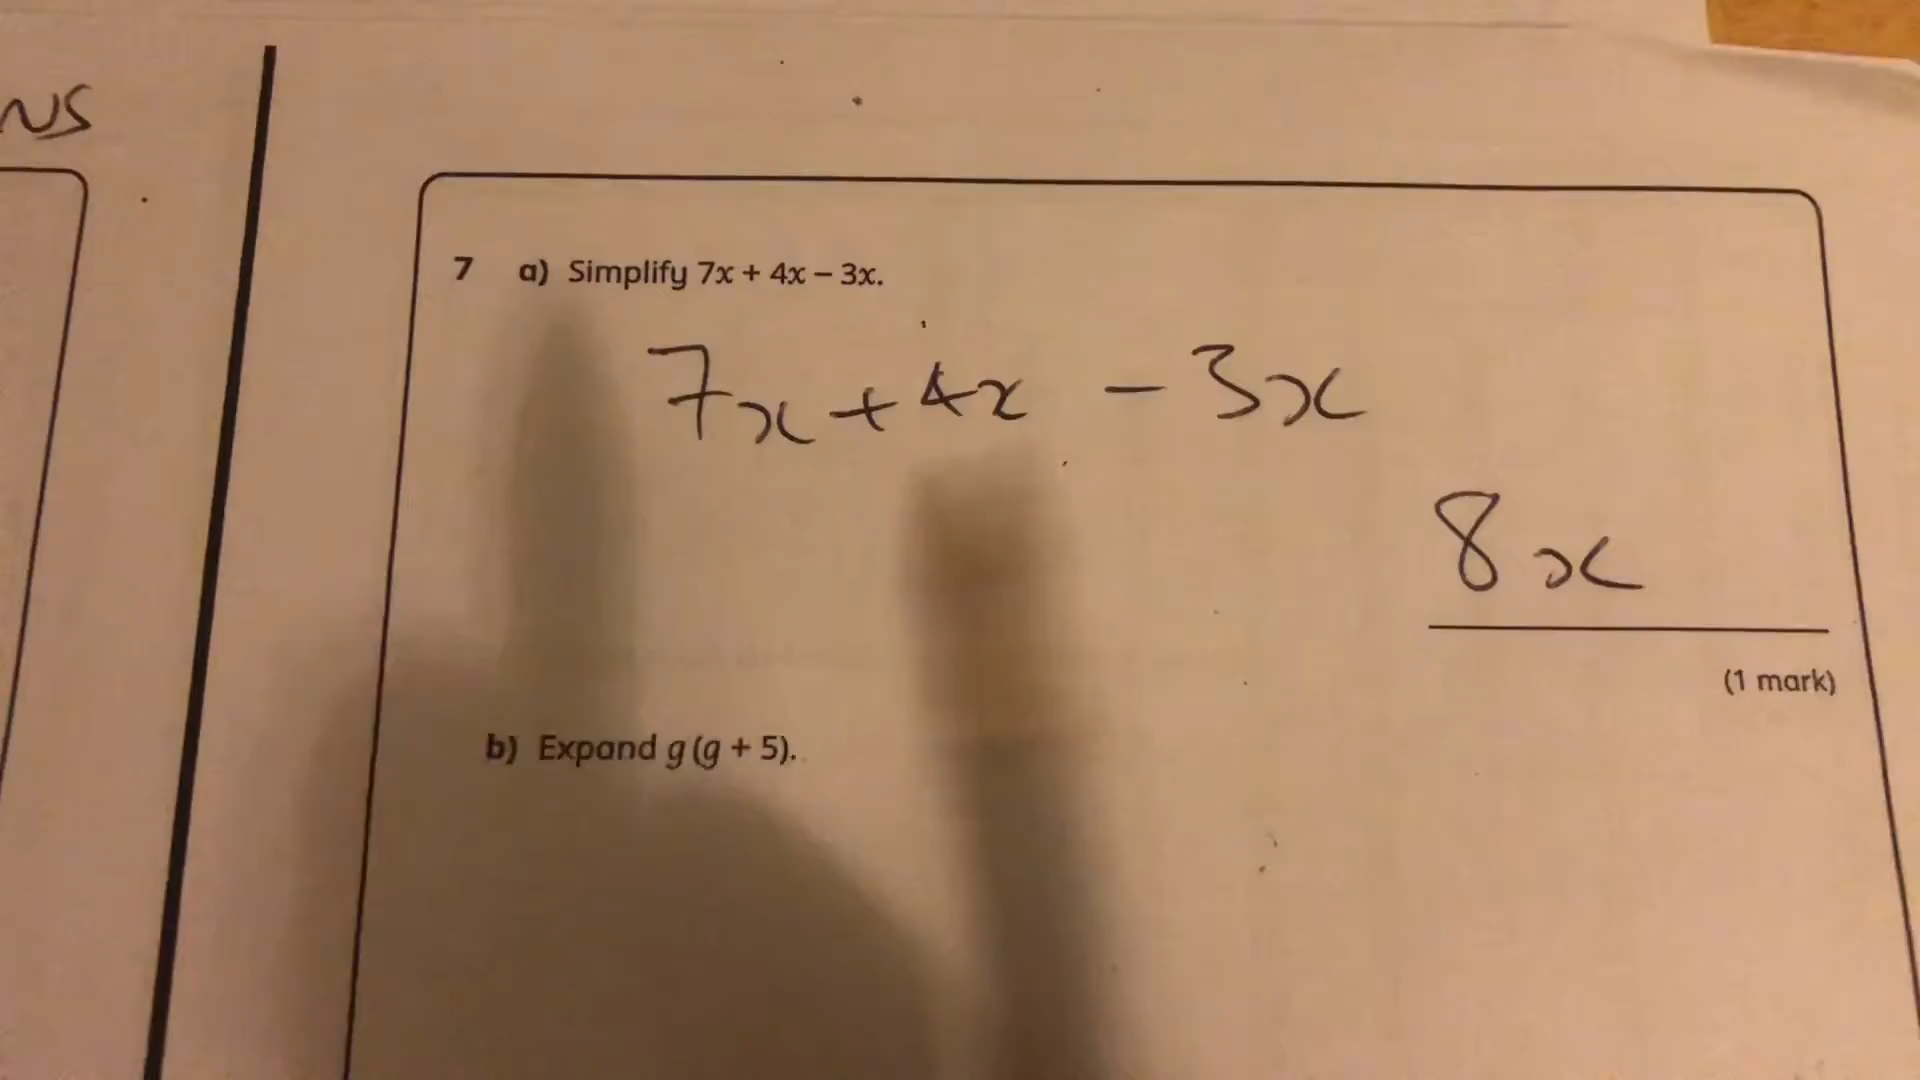 NS
7 a) Simplify 7x + 4x – 3x.
7x + 4x – 3x
8x
(1 mark)
b) Expand g (g + 5).